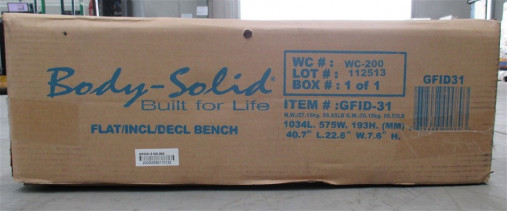 Body-Solid®
Built for Life
FLAT/INCL/DECL BENCH
WC #: WC-200
LOT #: 112513
BOX #: 1 of 1
GFID31
ITEM #:GFID-31
1034L. 575W. 193H. (MM)
40.7" L.22.6" W.7.6" H.